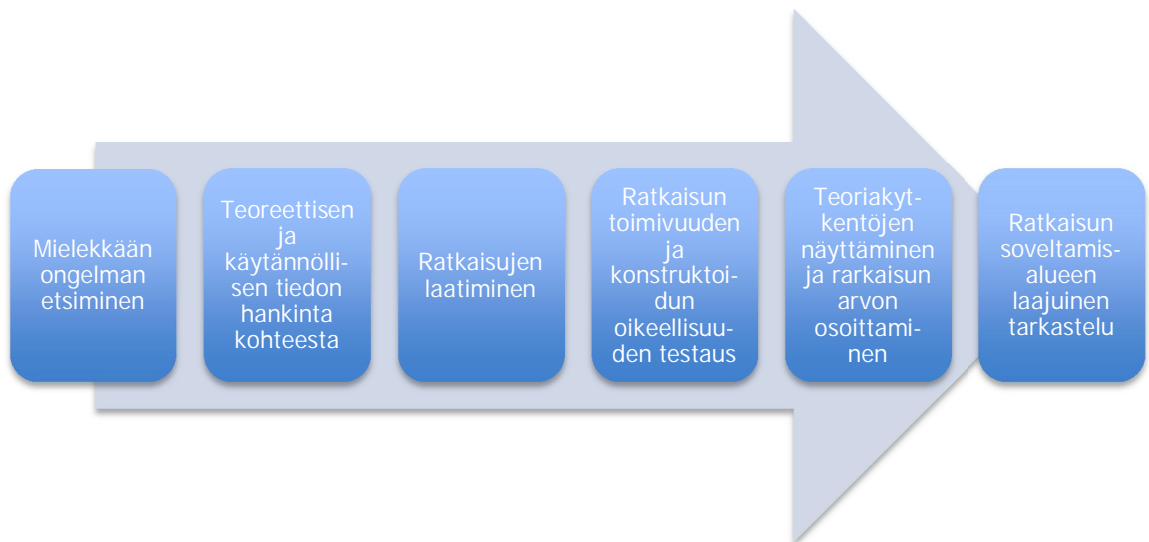 Mielekkään
ongelman
etsiminen
Teoreettisen
ja
käytännölli-
sen tiedon
hankinta
kohteesta
Ratkaisujen
laatiminen
Ratkaisun
toimivuuden
ja
konstruktoi-
dun
oikeellisuu-
den testaus
Teoriakyt-
kentöjen
näyttäminen
ja rarkaisun
arvon
osoittami-
nen
Ratkaisun
soveltamis-
alueen
laajuinen
tarkastelu